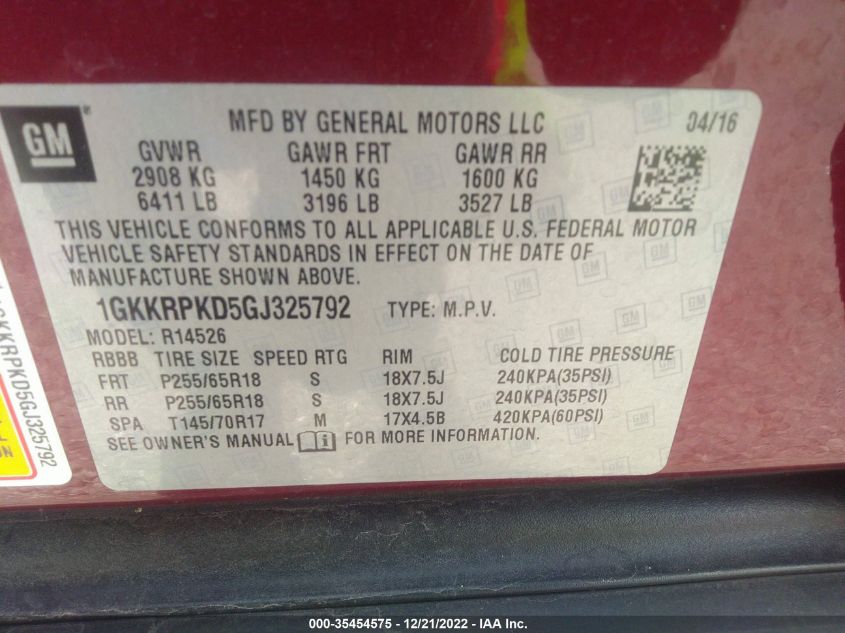 GM
MFD BY GENERAL MOTORS LLC 04/16
GVWR GAWR FRT GAWR RR
2908 KG 1450 KG 1600 KG
6411 LB 3196 LB 3527 LB
THIS VEHICLE CONFORMS TO ALL APPLICABLE U.S. FEDERAL MOTOR
VEHICLE SAFETY STANDARDS IN EFFECT ON THE DATE OF
MANUFACTURE SHOWN ABOVE.
1GKKRPKD5GJ325792 TYPE: M.P.V.
MODEL: R14526
RBBB TIRE SIZE SPEED RTG RIM COLD TIRE PRESSURE
FRT P255/65R18 S 18X7.5J 240KPA(35PSI)
RR P255/65R18 S 18X7.5J 240KPA(35PSI)
SPA T145/70R17 M 17X4.5B 420KPA(60PSI)
SEE OWNER'S MANUAL i FOR MORE INFORMATION.
GKKRPKD5GJ325792
000-35454575 - 12/21/2022 - IAA Inc.